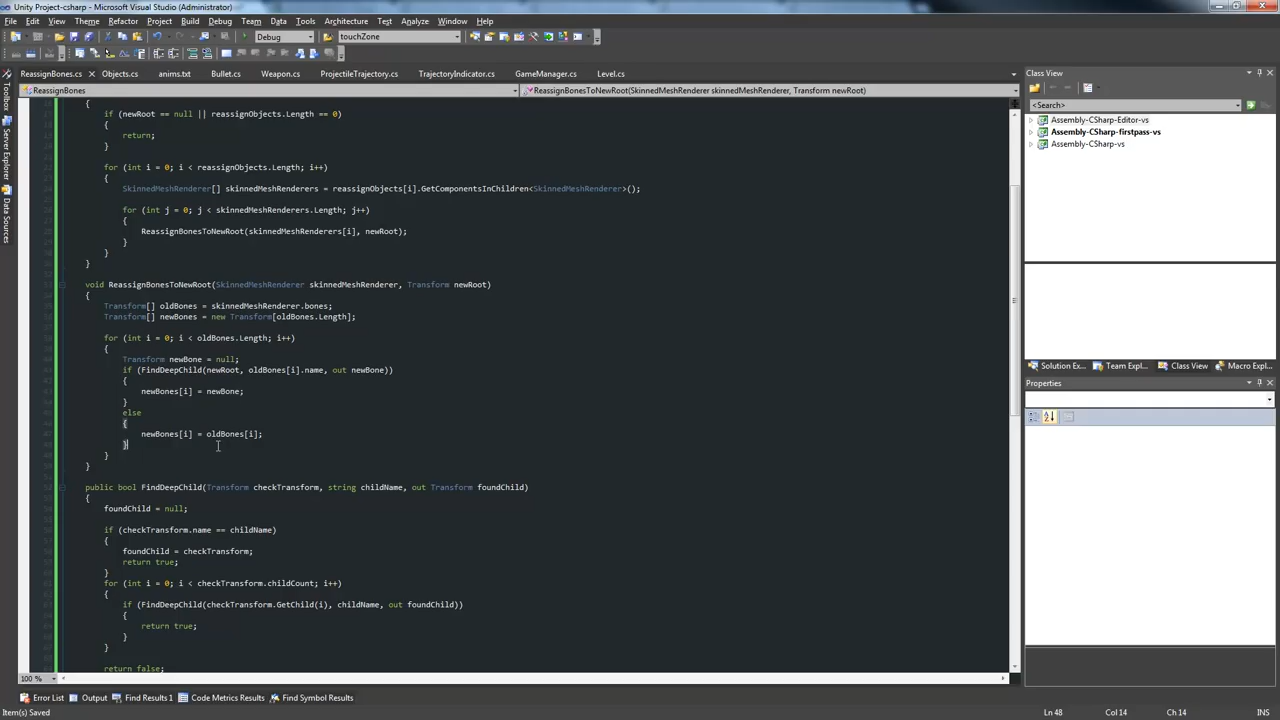 Unity Project-csharp - Microsoft Visual Studio (Administrator)
File Edit View Theme Refactor Project Build Debug Team Data Tools Architecture Test Analyze Window Help
Debug touchZone
ReassignBones.cs Objects.cs anims.txt Bullet.cs Weapon.cs ProjectileTrajectory.cs TrajectoryIndicator.cs GameManager.cs Level.cs
ReassignBones ReassignBonesToNewRoot(SkinnedMeshRenderer skinnedMeshRenderer, Transform newRoot)
{
if (newRoot == null || reassignObjects.Length == 0)
{
return;
}
for (int i = 0; i < reassignObjects.Length; i++)
{
SkinnedMeshRenderer[] skinnedMeshRenderers = reassignObjects[i].GetComponentsInChildren<SkinnedMeshRenderer>();
for (int j = 0; j < skinnedMeshRenderers.Length; j++)
{
ReassignBonesToNewRoot(skinnedMeshRenderers[i], newRoot);
}
}
}
void ReassignBonesToNewRoot(SkinnedMeshRenderer skinnedMeshRenderer, Transform newRoot)
{
Transform[] oldBones = skinnedMeshRenderer.bones;
Transform[] newBones = new Transform[oldBones.Length];
for (int i = 0; i < oldBones.Length; i++)
{
Transform newBone = null;
if (FindDeepChild(newRoot, oldBones[i].name, out newBone))
{
newBones[i] = newBone;
}
else
{
newBones[i] = oldBones[i];
}
}
}
public bool FindDeepChild(Transform checkTransform, string childName, out Transform foundChild)
{
foundChild = null;
if (checkTransform.name == childName)
{
foundChild = checkTransform;
return true;
}
for (int i = 0; i < checkTransform.childCount; i++)
{
if (FindDeepChild(checkTransform.GetChild(i), childName, out foundChild))
{
return true;
}
}
return false;
100 %
Toolbox
Server Explorer
Data Sources
Class View
<Search>
Assembly-CSharp-Editor-vs
Assembly-CSharp-firstpass-vs
Assembly-CSharp-vs
Solution Ex... Team Expl... Class View Macro Expl...
Properties
Error List Output Find Results 1 Code Metrics Results Find Symbol Results
Item(s) Saved Ln 48 Col 14 Ch 14 INS